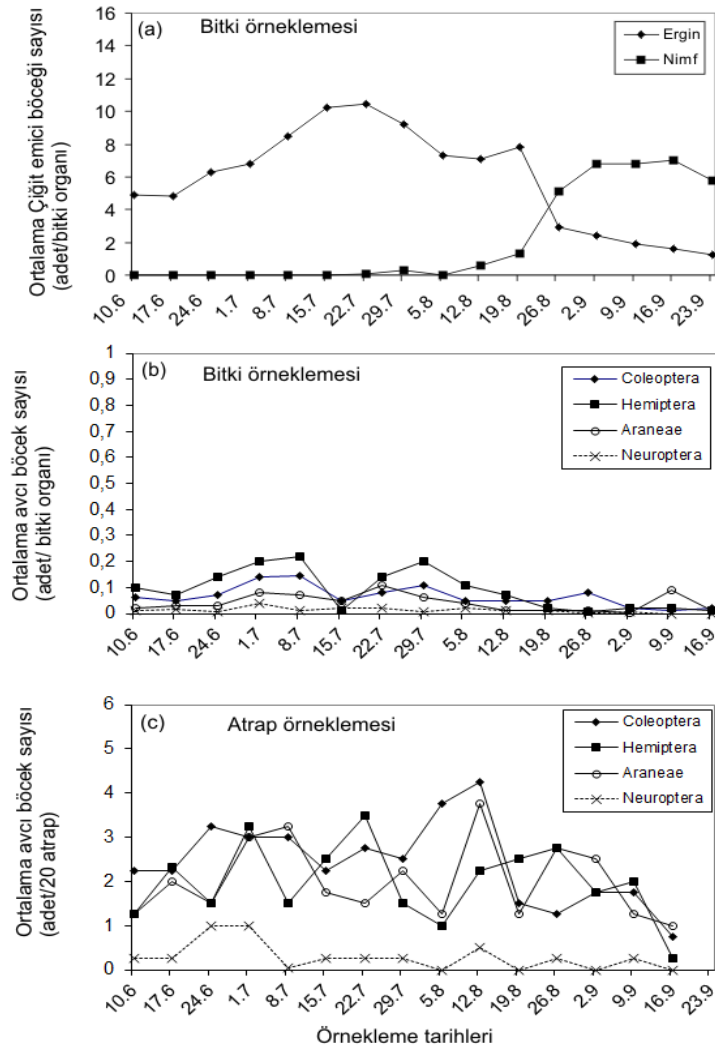 (a) Bitki örneklemesi
Ergin
Nimf
Ortalama Çiğit emici böceği sayısı
(adet/bitki organı)
16
14
12
10
8
6
4
2
0
10.6 17.6 24.6 1.7 8.7 15.7 22.7 29.7 5.8 12.8 19.8 26.8 2.9 9.9 16.9 23.9
(b) Bitki örneklemesi
Coleoptera
Hemiptera
Araneae
Neuroptera
Ortalama avcı böcek sayısı
(adet/ bitki organı)
1
0,9
0,8
0,7
0,6
0,5
0,4
0,3
0,2
0,1
0
10.6 17.6 24.6 1.7 8.7 15.7 22.7 29.7 5.8 12.8 19.8 26.8 2.9 9.9 16.9
(c) Atrap örneklemesi
Coleoptera
Hemiptera
Araneae
Neuroptera
Ortalama avcı böcek sayısı
(adet/20 atrap)
6
5
4
3
2
1
0
10.6 17.6 24.6 1.7 8.7 15.7 22.7 29.7 5.8 12.8 19.8 26.8 2.9 9.9 16.9 23.9
Örnekleme tarihleri